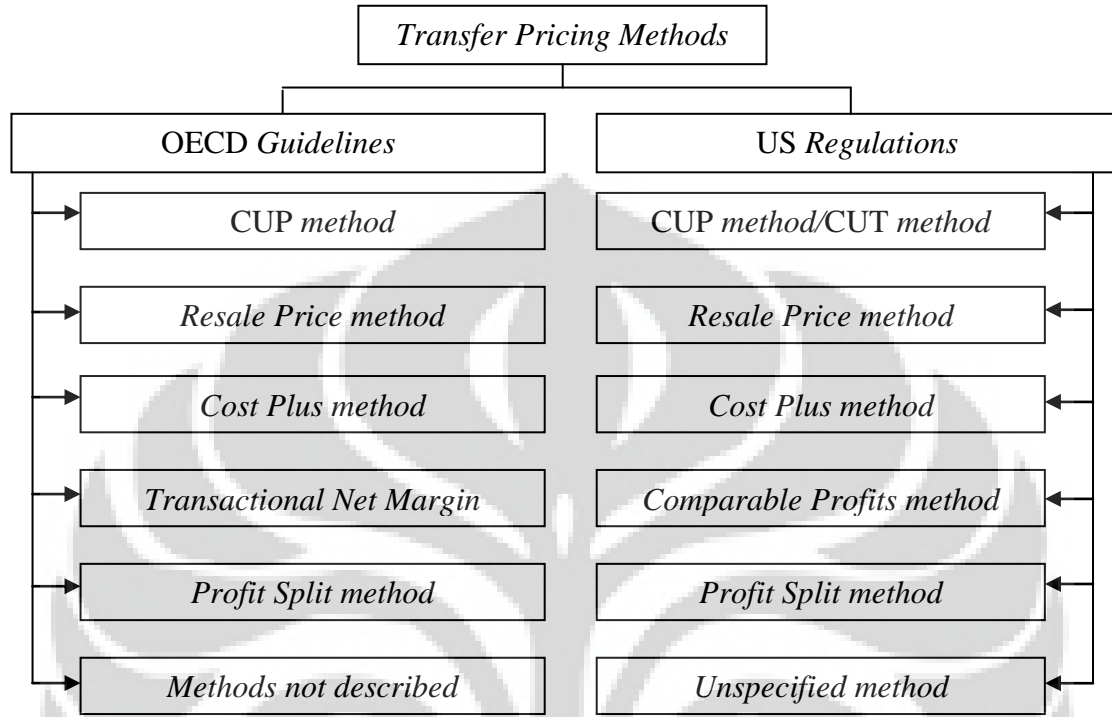 Transfer Pricing Methods
OECD Guidelines
CUP method
Resale Price method
Cost Plus method
Transactional Net Margin
Profit Split method
Methods not described
US Regulations
CUP method/CUT method
Resale Price method
Cost Plus method
Comparable Profits method
Profit Split method
Unspecified method